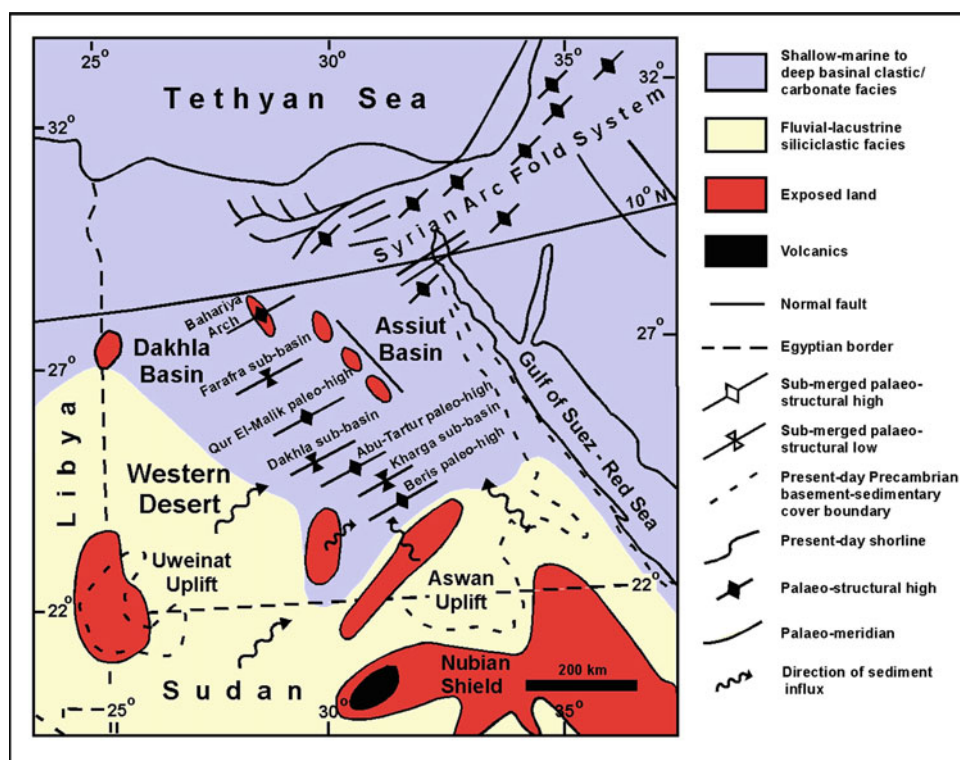 25°
30°
35°
32°
Tethyan Sea
32°
Syrian Arc Fold System
10° N
Bahariya
Arch
Assiut
Basin
27°
27°
Dakhla
Basin
Farafra sub-basin
Qur El-Malik paleo-high
Dakhla sub-basin
Abu-Tartur paleo-high
Kharga sub-basin
Beris paleo-high
Gulf of Suez - Red Sea
Libya
Western
Desert
Uweinat
Uplift
Aswan
Uplift
22°
22°
Nubian
Shield
200 km
Sudan
25°
30°
35°
Shallow-marine to
deep basinal clastic/
carbonate facies
Fluvial-lacustrine
siliciclastic facies
Exposed land
Volcanics
Normal fault
Egyptian border
Sub-merged palaeo-
structural high
Sub-merged palaeo-
structural low
Present-day Precambrian
basement-sedimentary
cover boundary
Present-day shorline
Palaeo-structural high
Palaeo-meridian
Direction of sediment
influx